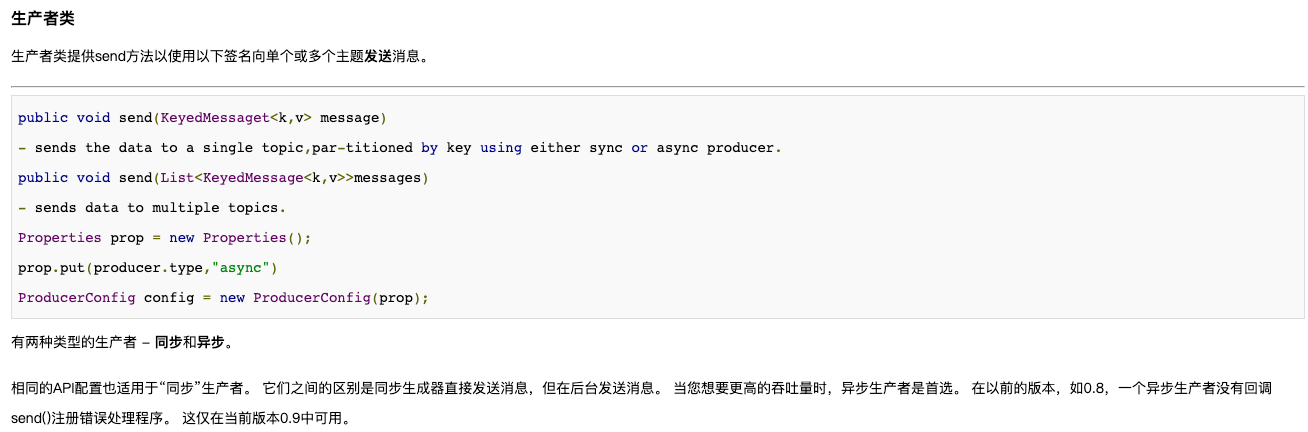 生产者类
生产者类提供send方法以使用以下签名向单个或多个主题发送消息。
public void send(KeyedMessaget<k,v> message)
- sends the data to a single topic,par-titioned by key using either sync or async producer.
public void send(List<KeyedMessage<k,v>>messages)
- sends data to multiple topics.
Properties prop = new Properties();
prop.put(producer.type,"async")
ProducerConfig config = new ProducerConfig(prop);
有两种类型的生产者 – 同步和异步。
相同的API配置也适用于“同步”生产者。 它们之间的区别是同步生成器直接发送消息，但在后台发送消息。 当您想要更高的吞吐量时，异步生产者是首选。 在以前的版本，如0.8，一个异步生产者没有回调
send()注册错误处理程序。 这仅在当前版本0.9中可用。